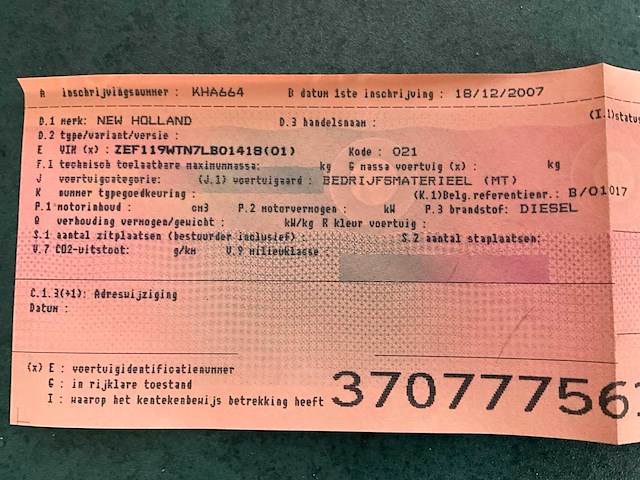 A inschrijvingsnummer : KHA664 B datum 1ste inschrijving : 18/12/2007
D.1 merk: NEW HOLLAND D.3 handelsnaam : (I.1)status
D.2 type/variant/versie :
E VIN (x) : ZEF119WTN7LB01418(01) Kode : 021
F.1 technisch toelaatbare maximummassa: kg G massa voertuig (x) : kg
J voertuigcategorie: (J.1) voertuigaard : BEDRIJFSMATERIEEL (MT)
K nummer typegoedkeuring : (K.1)Belg.referentienr.: B/01017
P.1 motorinhoud : cm3 P.2 motorvermogen : kW P.3 brandstof: DIESEL
Q verhouding vermogen/gewicht : kW/kg R kleur voertuig :
S.1 aantal zitplaatsen (bestuurder inclusief) : S.2 aantal staplaatsen:
V.7 CO2-uitstoot: g/km V.9 milieuklasse :
C.1.3(+1): Adreswijziging
Datum :
(x) E : voertuigidentificatienummer
G : in rijklare toestand
I : waarop het kentekenbewijs betrekking heeft
370777756